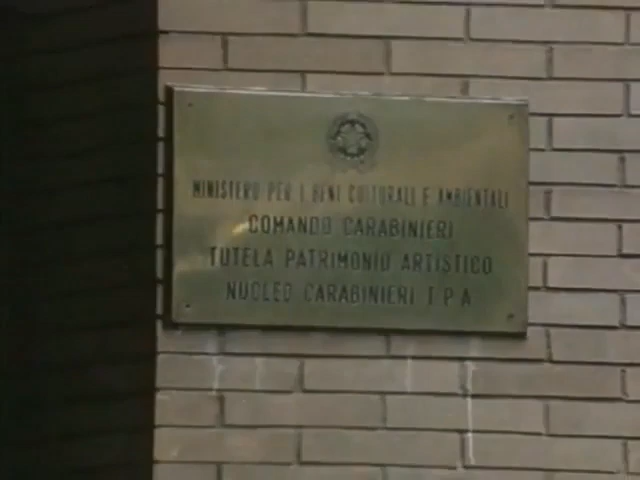 MINISTERO PER I BENI CULTURALI E AMBIENTALI
COMANDO CARABINIERI
TUTELA PATRIMONIO ARTISTICO
NUCLEO CARABINIERI T P A